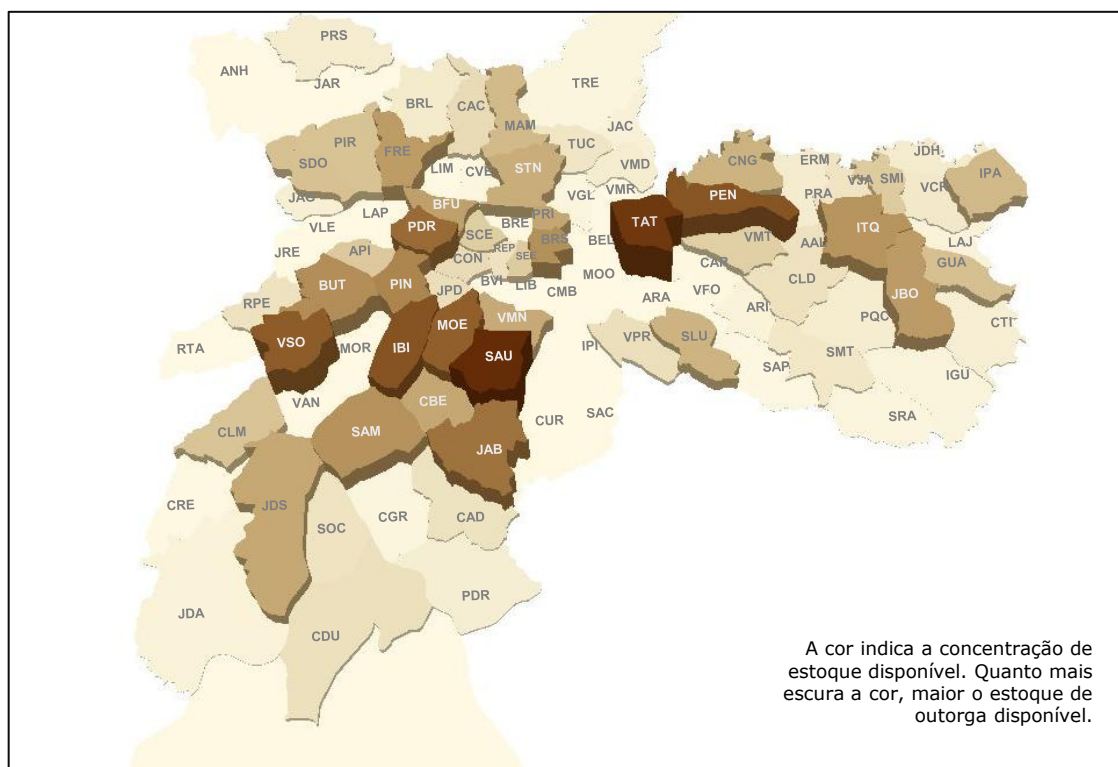 PRS
ANH
JAR
TRE
BRL
CAC
MAM
JAC
PIR
FRE
TUC
SDO
LIM
CVE
STN
VMD
CNG
ERM
JDH
VJA
SMI
VCR
IPA
JAG
LAP
BFU
VGL
VMR
PEN
PRA
VLE
PDR
SCE
BRE
PRI
TAT
ITQ
JRE
API
CON
REP
SEE
BRS
BEL
VMT
AAL
LAJ
MOO
CAR
CLD
GUA
BUT
PIN
JPD
BVI
LIB
CMB
ARA
VFO
ARI
JBO
RPE
PQC
CTI
RTA
VSO
MOR
IBI
MOE
VMN
SAU
IPI
VPR
SLU
SMT
SAP
IGU
VAN
CBE
CLM
SAM
JAB
CUR
SAC
SRA
CRE
JDS
SOC
CGR
CAD
JDA
CDU
PDR
A cor indica a concentração de
estoque disponível. Quanto mais
escura a cor, maior o estoque de
outorga disponível.